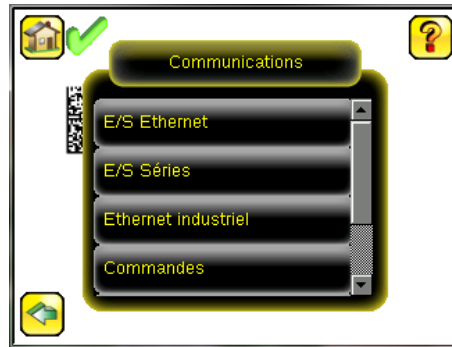 Communications
E/S Ethernet
E/S Séries
Ethernet industriel
Commandes